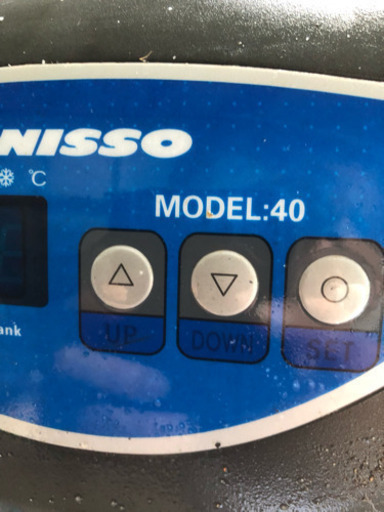 NISSO
℃
MODEL:40
ank
UP
DOWN
SET